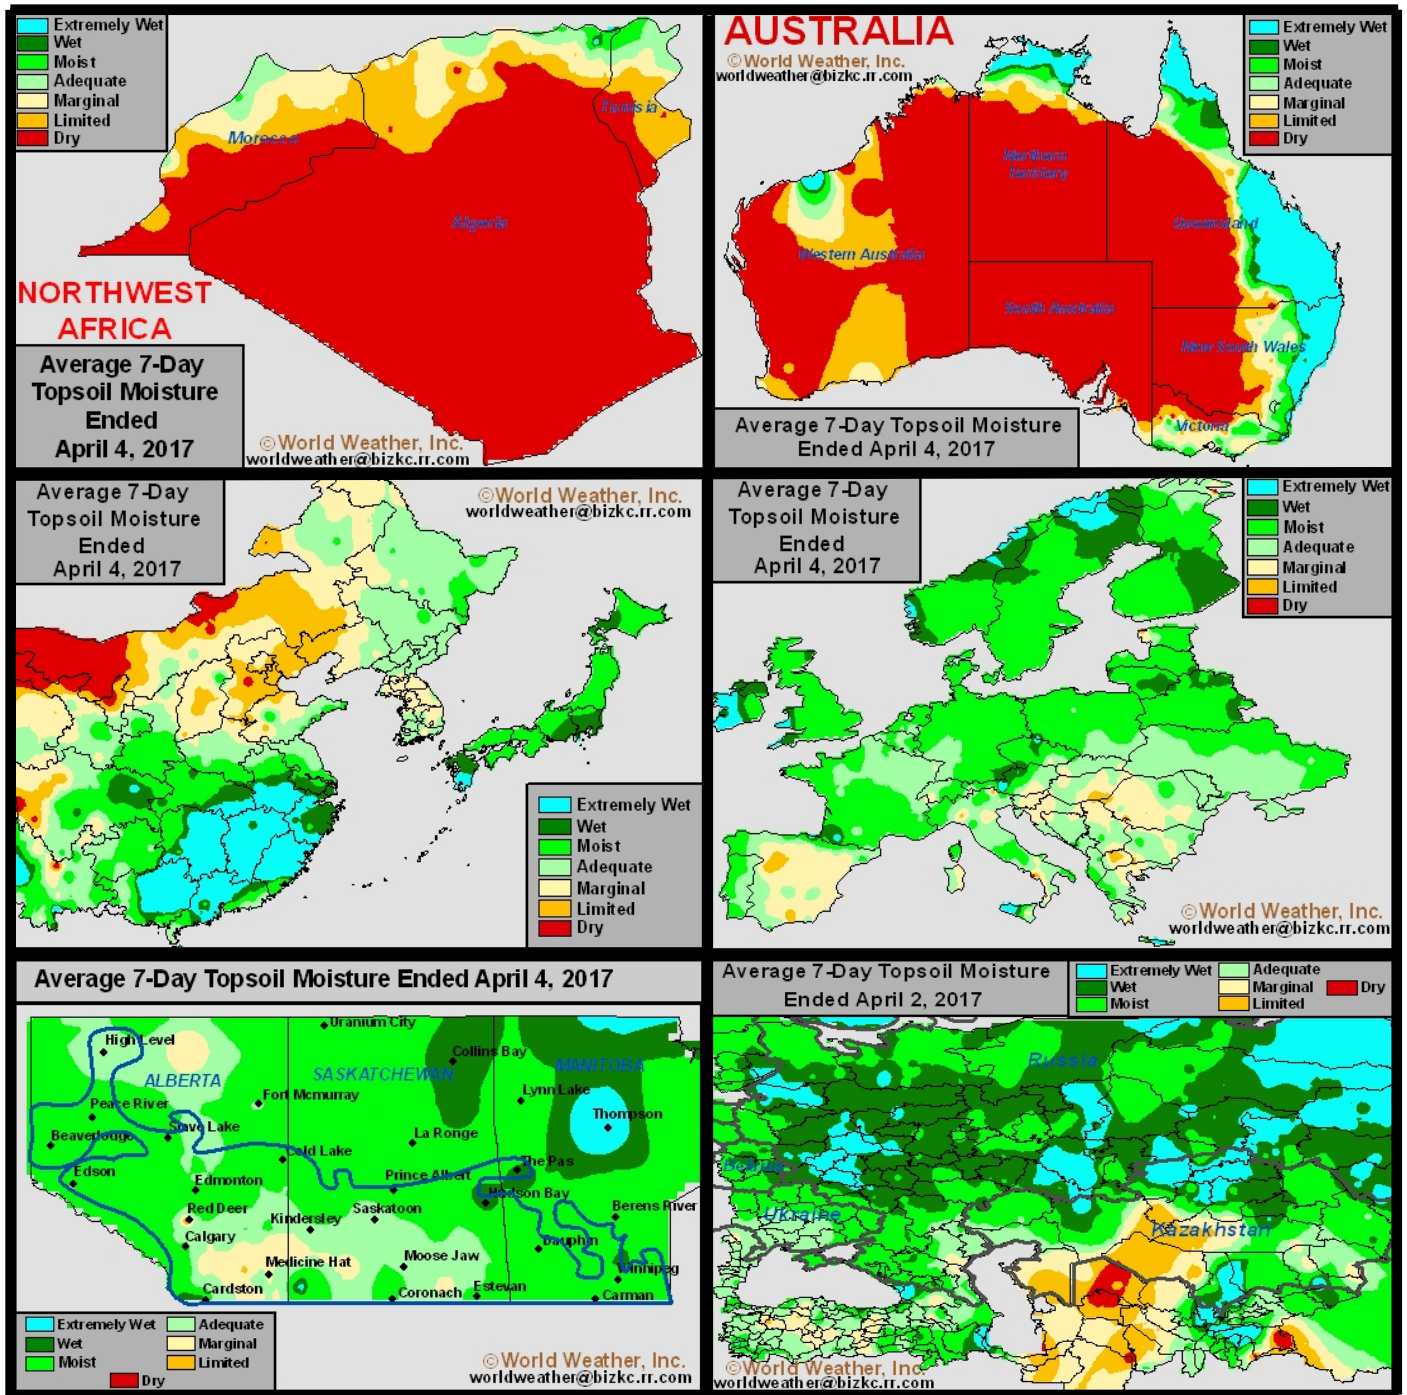 Extremely Wet
Wet
Moist
Adequate
Marginal
Limited
Dry
Morocco
Tunisia
Algeria
NORTHWEST
AFRICA
Average 7-Day
Topsoil Moisture
Ended
April 4, 2017
©World Weather, Inc.
worldweather@bizkc.rr.com
AUSTRALIA
©World Weather, Inc.
worldweather@bizkc.rr.com
Extremely Wet
Wet
Moist
Adequate
Marginal
Limited
Dry
Northern
Territory
Queensland
Western Australia
South Australia
New South Wales
Victoria
Average 7-Day Topsoil Moisture
Ended April 4, 2017
Average 7-Day
Topsoil Moisture
Ended
April 4, 2017
©World Weather, Inc.
worldweather@bizkc.rr.com
Extremely Wet
Wet
Moist
Adequate
Marginal
Limited
Dry
Average 7-Day
Topsoil Moisture
Ended
April 4, 2017
Extremely Wet
Wet
Moist
Adequate
Marginal
Limited
Dry
©World Weather, Inc.
worldweather@bizkc.rr.com
Average 7-Day Topsoil Moisture Ended April 4, 2017
Uranium City
High Level
Collins Bay
ALBERTA
SASKATCHEWAN
MANITOBA
Fort Mcmurray
Lynn Lake
Peace River
Thompson
Slave Lake
Beaverlodge
La Ronge
Cold Lake
The Pas
Edson
Edmonton
Prince Albert
Hudson Bay
Red Deer
Kindersley
Saskatoon
Berens River
Calgary
Dauphin
Medicine Hat
Moose Jaw
Winnipeg
Cardston
Coronach
Estevan
Carman
Extremely Wet
Wet
Moist
Adequate
Marginal
Limited
Dry
©World Weather, Inc.
worldweather@bizkc.rr.com
Average 7-Day Topsoil Moisture
Ended April 2, 2017
Extremely Wet
Wet
Moist
Adequate
Marginal
Limited
Dry
Russia
Belarus
Ukraine
Kazakhstan
©World Weather, Inc.
worldweather@bizkc.rr.com